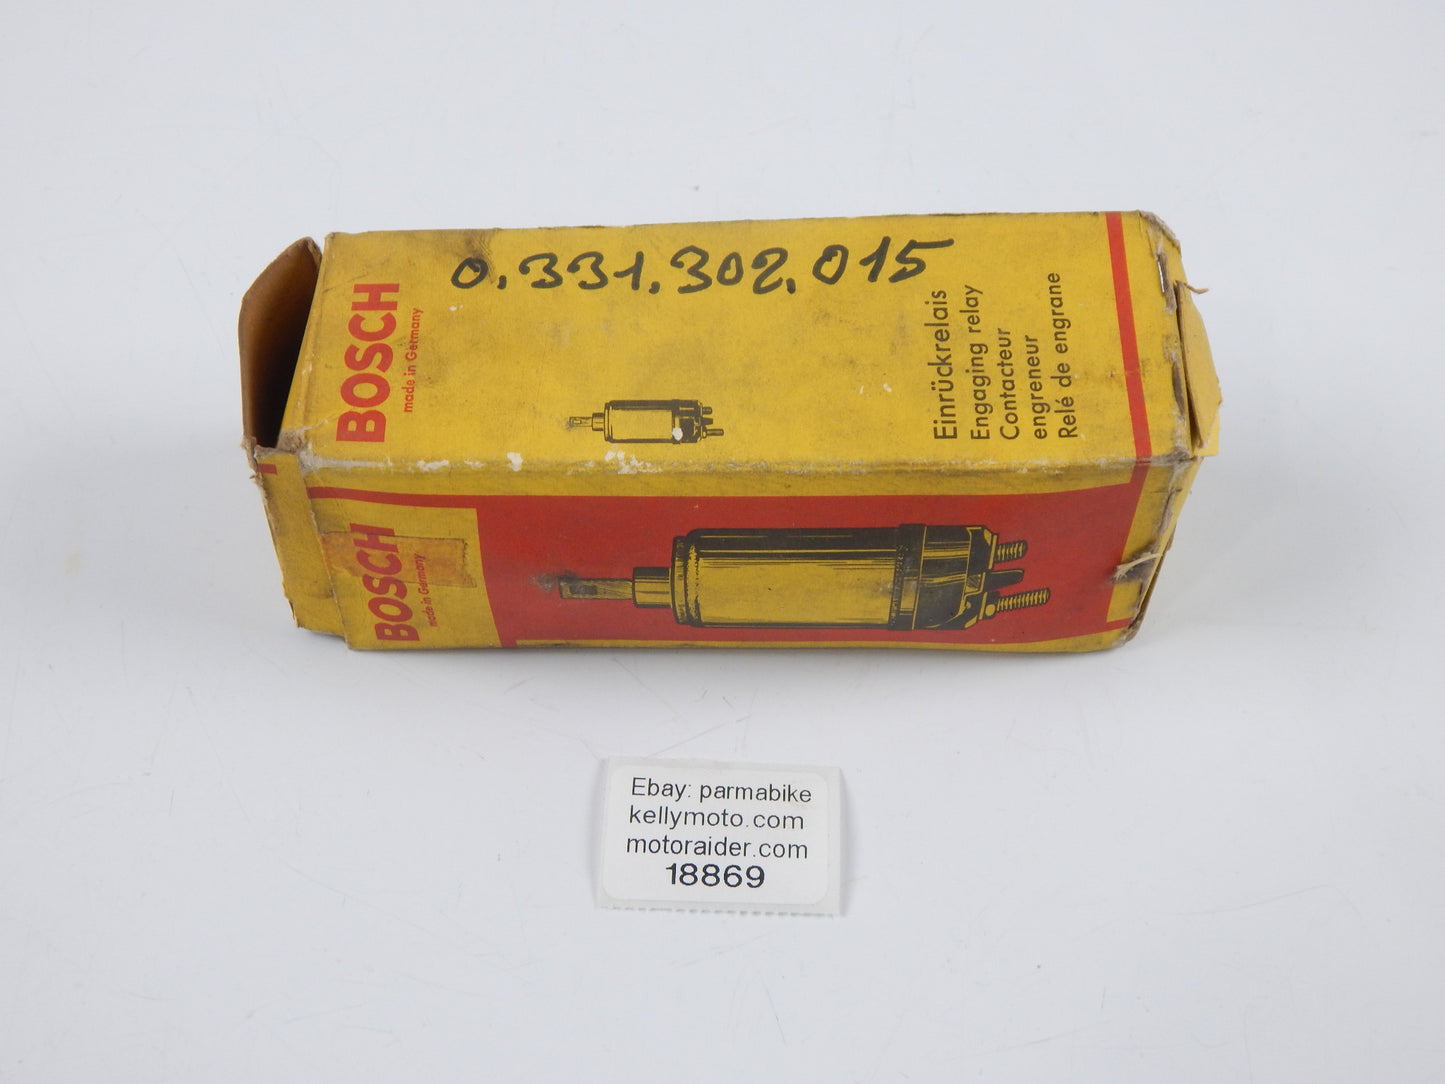 0.331.302.015
BOSCH
made in Germany
Einrückrelais
Engaging relay
Contacteur
engreneur
Relé de engrane
BOSCH
made in Germany
Ebay: parmabike
kellymoto.com
motoraider.com
18869